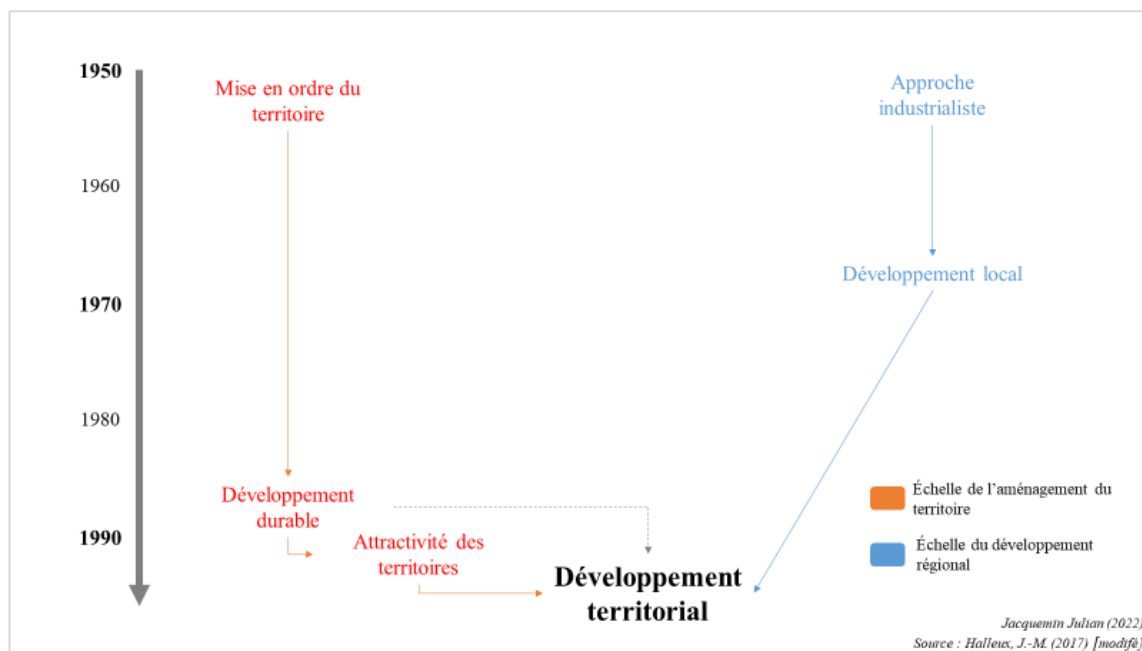 1950
Mise en ordre du
territoire
Approche
industrialiste
1960
Développement local
1970
1980
Développement
durable
Échelle de l'aménagement du
territoire
1990
Attractivité des
territoires
Échelle du développement
régional
Développement
territorial
Jacquemin Julian (2022)
Source : Halleux, J.-M. (2017) [modifé]